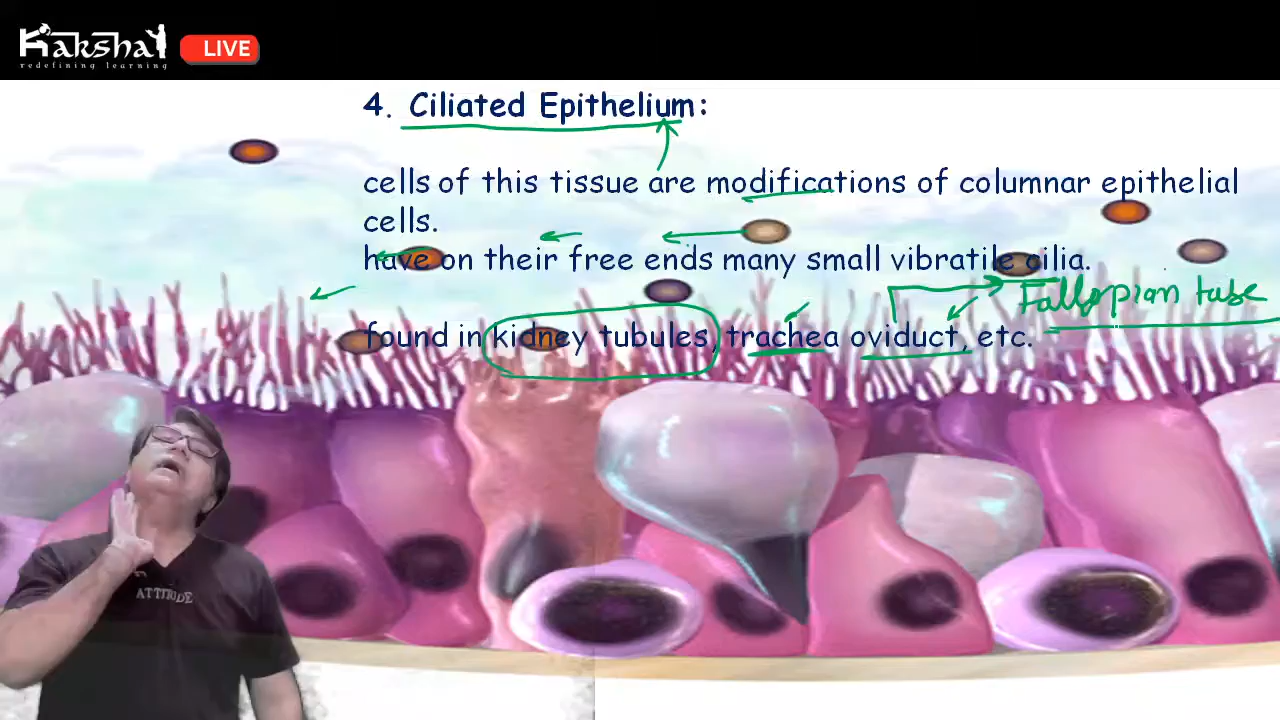 Kaksha
LIVE
redefining learning
4. Ciliated Epithelium:
cells of this tissue are modifications of columnar epithelial
cells.
have on their free ends many small vibratile cilia.
Fallopian tube
found in kidney tubules, trachea oviduct, etc.
ATTITUDE